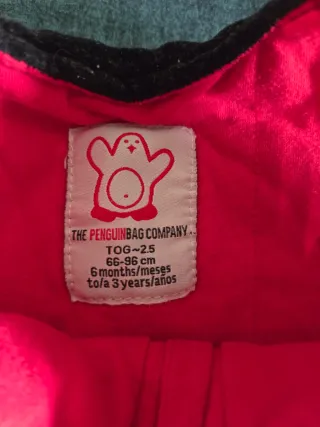 THE PENGUINBAG COMPANY..
TOG~2.5
66-96 cm
6 months/meses
to/a 3 years/años